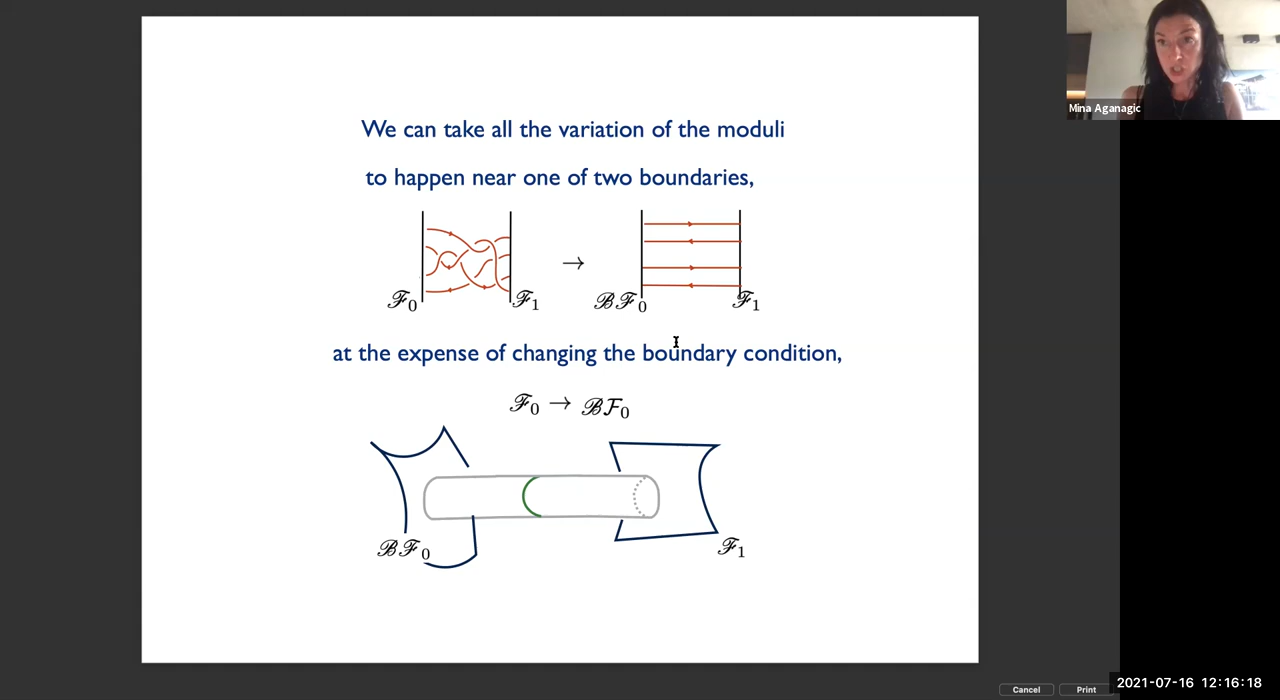 We can take all the variation of the moduli
to happen near one of two boundaries,
ℱ₀ ℱ₁ → ℬℱ₀ ℱ₁
at the expense of changing the boundary condition,
ℱ₀ → ℬℱ₀
ℬℱ₀ ℱ₁
Mina Aganagic
Cancel Print
2021-07-16 12:16:18